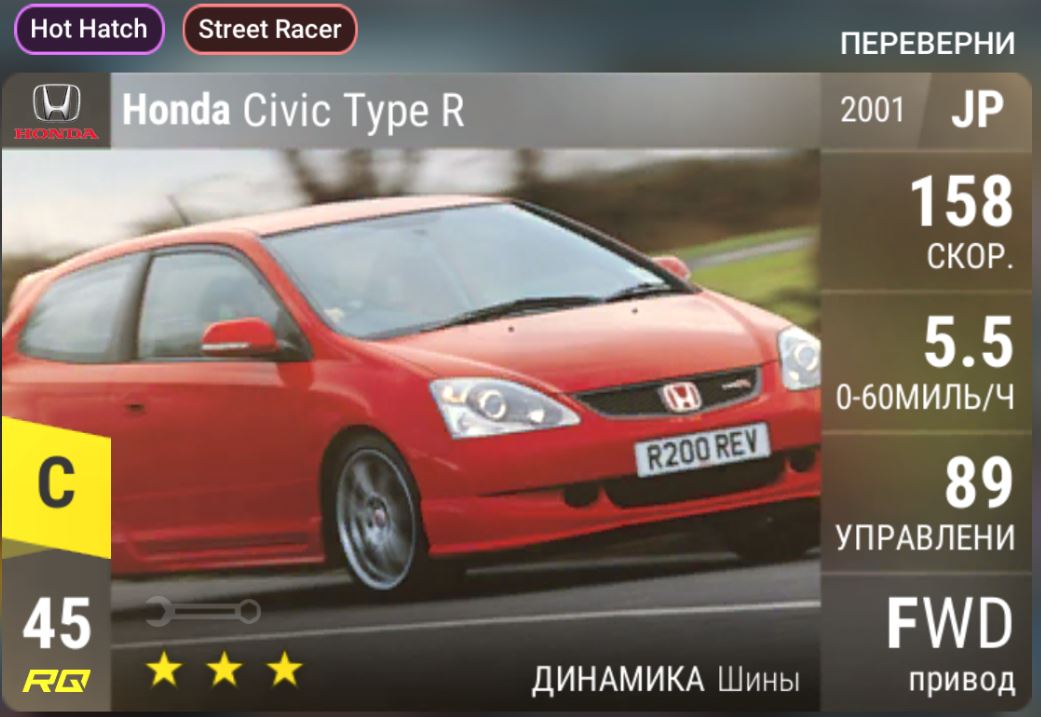 Hot Hatch
Street Racer
ПЕРЕВЕРНИ
HONDA
Honda Civic Type R
2001
JP
158
СКОР.
5.5
0-60МИЛЬ/Ч
89
УПРАВЛЕНИ
FWD
привод
R200 REV
C
45
RQ
ДИНАМИКА Шины